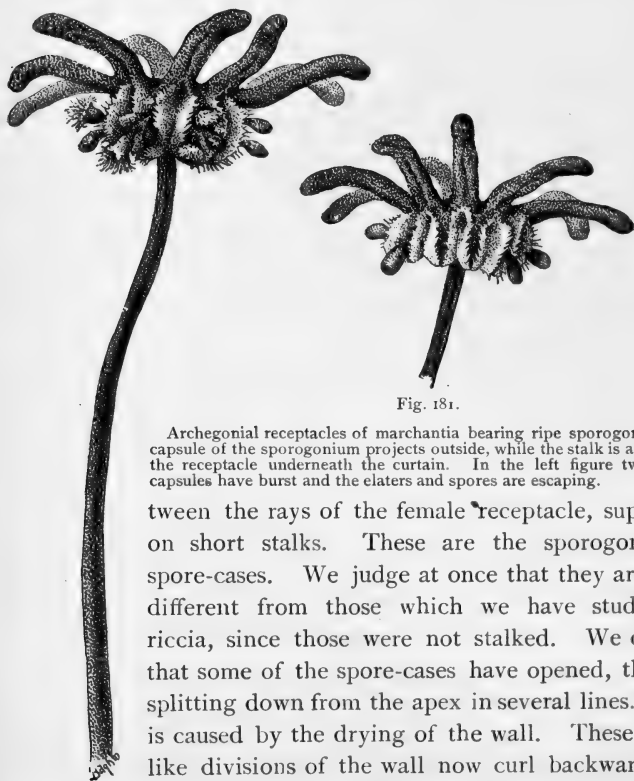 Fig. 181.
Archegonial receptacles of marchantia bearing ripe sporogon
capsule of the sporogonium projects outside, while the stalk is a
the receptacle underneath the curtain. In the left figure tw
capsules have burst and the elaters and spores are escaping.
tween the rays of the female receptacle, sup
on short stalks. These are the sporogon
spore-cases. We judge at once that they ar
different from those which we have stud
riccia, since those were not stalked. We
that some of the spore-cases have opened, t
splitting down from the apex in several lines.
is caused by the drying of the wall. These
like divisions of the wall now curl backwar